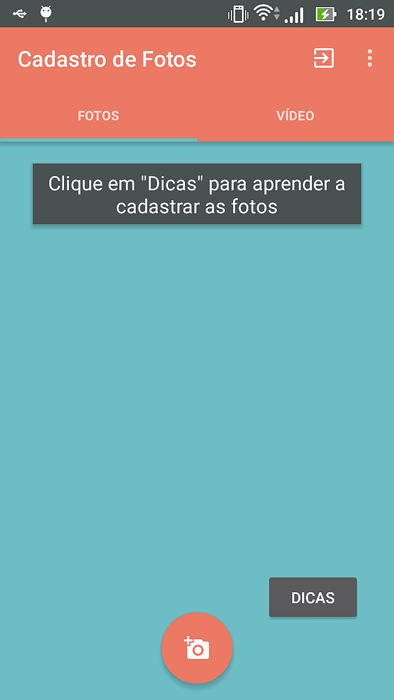 18:19
Cadastro de Fotos
FOTOS
VÍDEO
Clique em "Dicas" para aprender a
cadastrar as fotos
DICAS